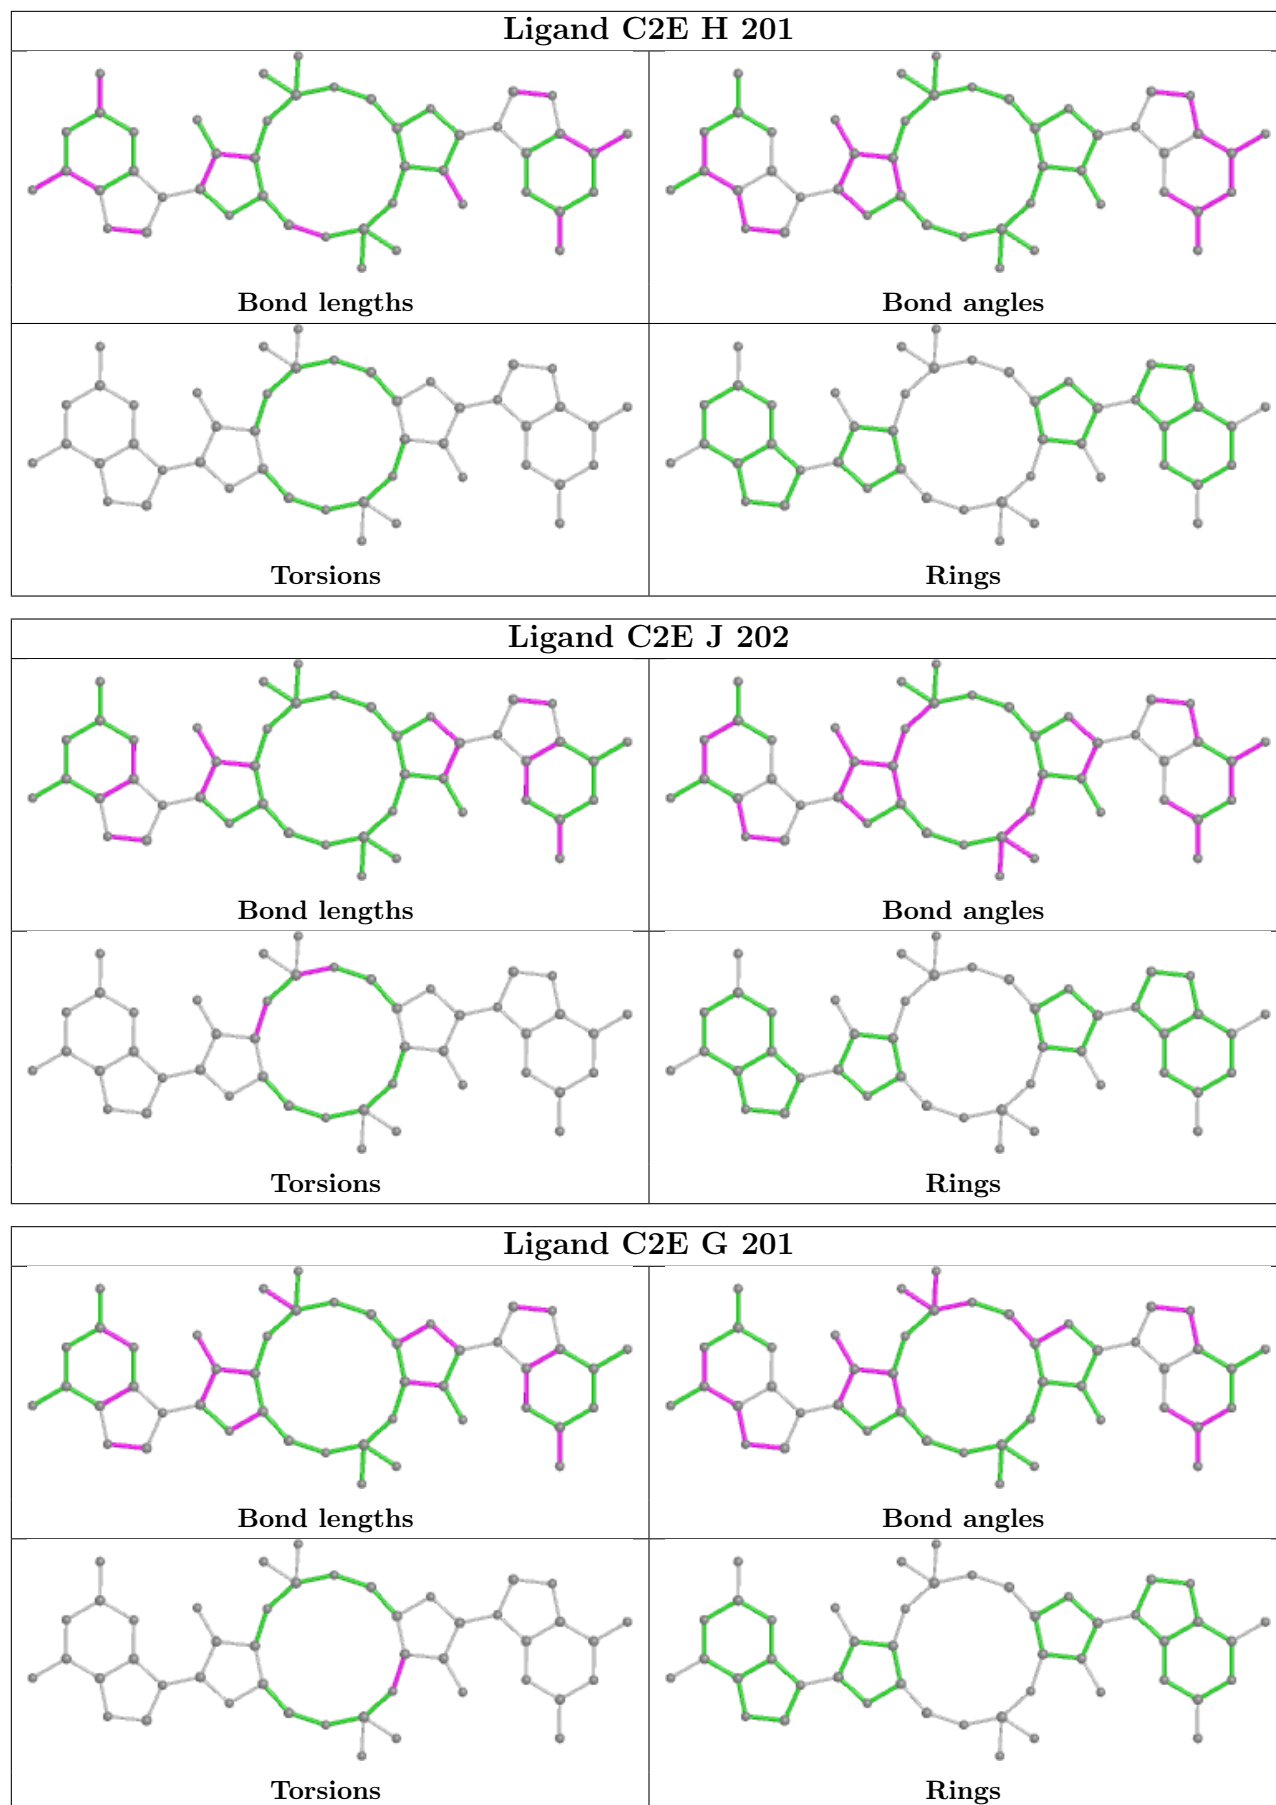 Ligand C2E H 201
Bond lengths
Bond angles
Torsions
Rings
Ligand C2E J 202
Bond lengths
Bond angles
Torsions
Rings
Ligand C2E G 201
Bond lengths
Bond angles
Torsions
Rings